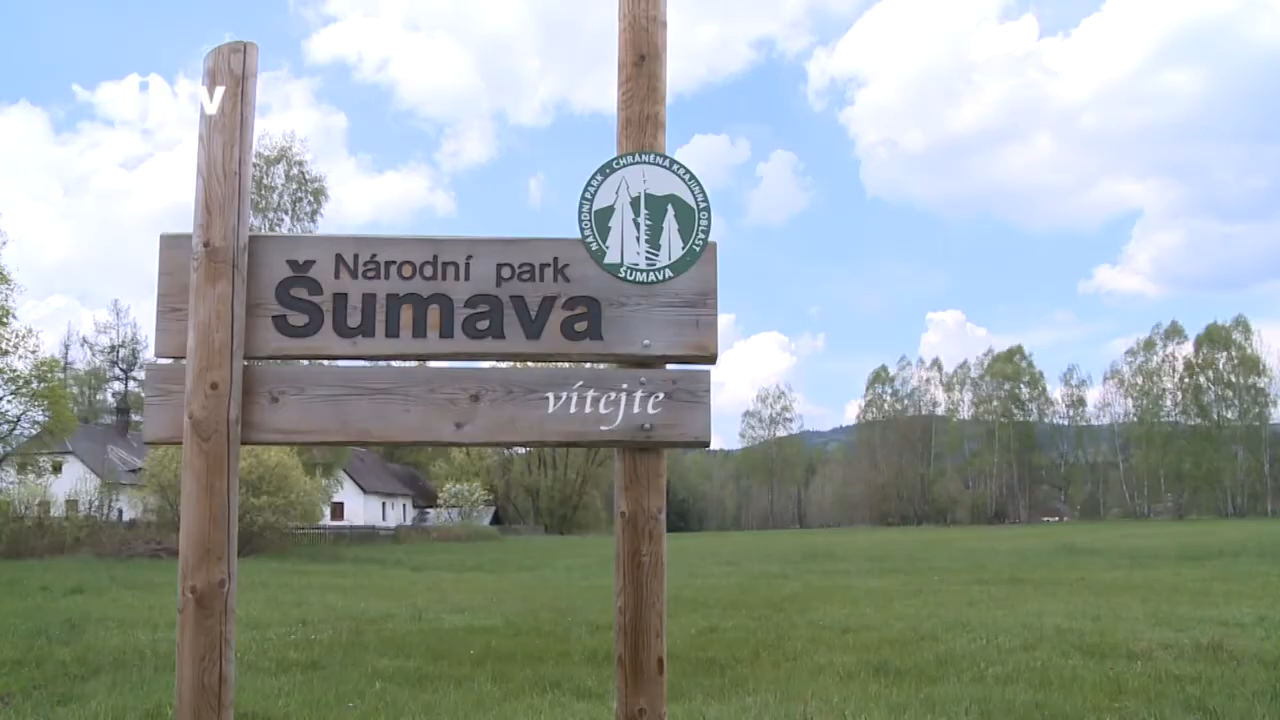 Národní park
Šumava
vítejte
NÁRODNÍ PARK • CHRÁNĚNÁ KRAJINNÁ OBLAST •
ŠUMAVA